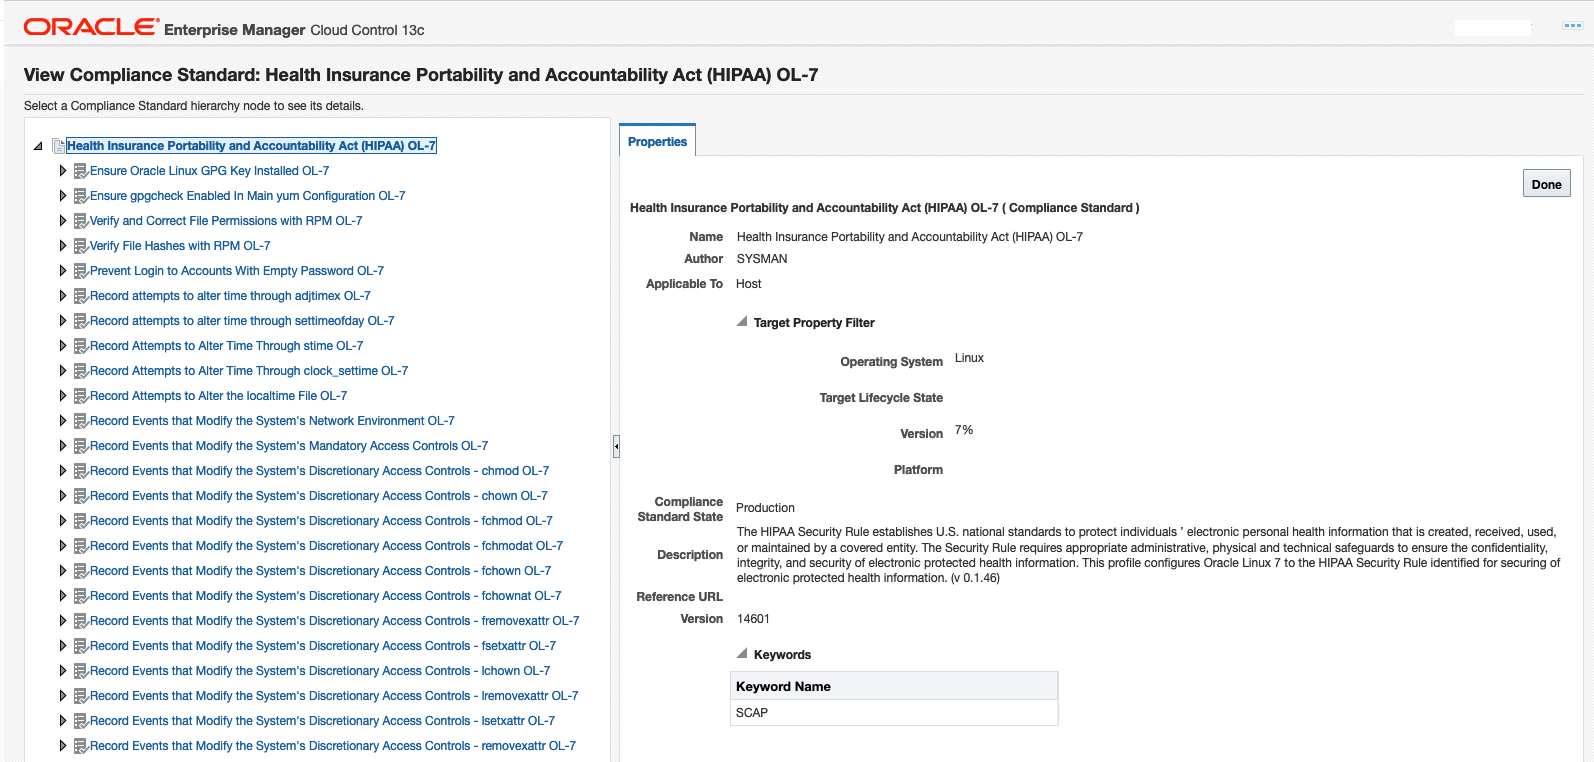 ORACLE® Enterprise Manager Cloud Control 13c
View Compliance Standard: Health Insurance Portability and Accountability Act (HIPAA) OL-7
Select a Compliance Standard hierarchy node to see its details.
Health Insurance Portability and Accountability Act (HIPAA) OL-7
Ensure Oracle Linux GPG Key Installed OL-7
Ensure gpgcheck Enabled In Main yum Configuration OL-7
Verify and Correct File Permissions with RPM OL-7
Verify File Hashes with RPM OL-7
Prevent Login to Accounts With Empty Password OL-7
Record attempts to alter time through adjtimex OL-7
Record attempts to alter time through settimeofday OL-7
Record Attempts to Alter Time Through stime OL-7
Record Attempts to Alter Time Through clock_settime OL-7
Record Attempts to Alter the localtime File OL-7
Record Events that Modify the System's Network Environment OL-7
Record Events that Modify the System's Mandatory Access Controls OL-7
Record Events that Modify the System's Discretionary Access Controls - chmod OL-7
Record Events that Modify the System's Discretionary Access Controls - chown OL-7
Record Events that Modify the System's Discretionary Access Controls - fchmod OL-7
Record Events that Modify the System's Discretionary Access Controls - fchmodat OL-7
Record Events that Modify the System's Discretionary Access Controls - fchown OL-7
Record Events that Modify the System's Discretionary Access Controls - fchownat OL-7
Record Events that Modify the System's Discretionary Access Controls - fremovexattr OL-7
Record Events that Modify the System's Discretionary Access Controls - fsetxattr OL-7
Record Events that Modify the System's Discretionary Access Controls - lchown OL-7
Record Events that Modify the System's Discretionary Access Controls - lremovexattr OL-7
Record Events that Modify the System's Discretionary Access Controls - lsetxattr OL-7
Record Events that Modify the System's Discretionary Access Controls - removexattr OL-7
Properties
Done
Health Insurance Portability and Accountability Act (HIPAA) OL-7 ( Compliance Standard )
Name Health Insurance Portability and Accountability Act (HIPAA) OL-7
Author SYSMAN
Applicable To Host
Target Property Filter
Operating System Linux
Target Lifecycle State
Version 7%
Platform
Compliance
Standard State Production
Description The HIPAA Security Rule establishes U.S. national standards to protect individuals ’ electronic personal health information that is created, received, used,
or maintained by a covered entity. The Security Rule requires appropriate administrative, physical and technical safeguards to ensure the confidentiality,
integrity, and security of electronic protected health information. This profile configures Oracle Linux 7 to the HIPAA Security Rule identified for securing of
electronic protected health information. (v 0.1.46)
Reference URL
Version 14601
Keywords
Keyword Name
SCAP